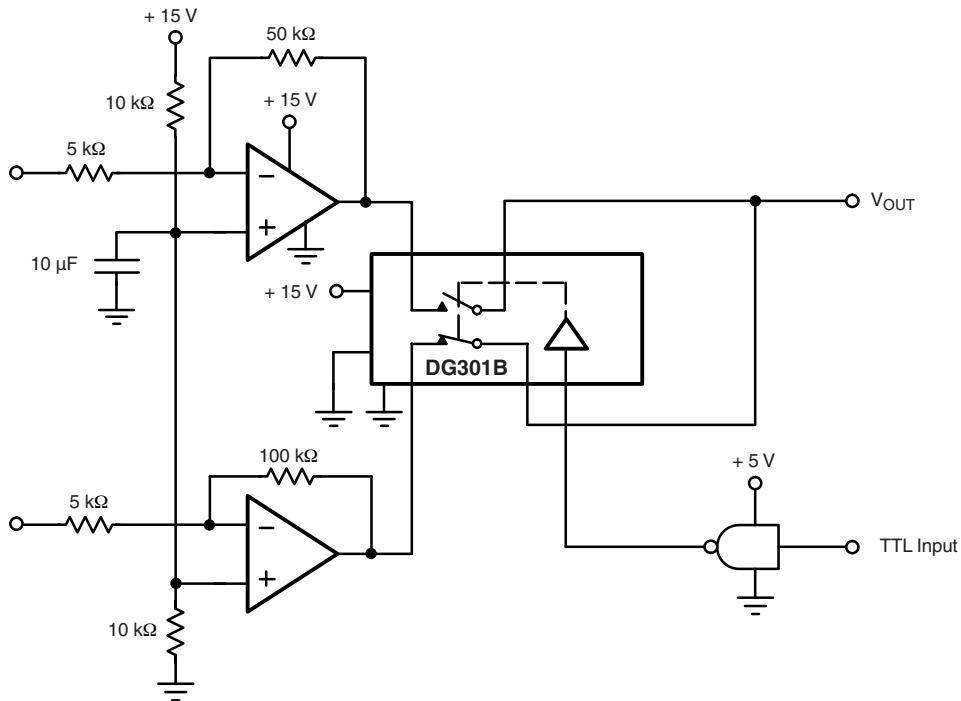 + 15 V
50 kΩ
10 kΩ
+ 15 V
5 kΩ
−
+
V_OUT
10 µF
+ 15 V
DG301B
100 kΩ
+ 5 V
5 kΩ
−
+
TTL Input
10 kΩ